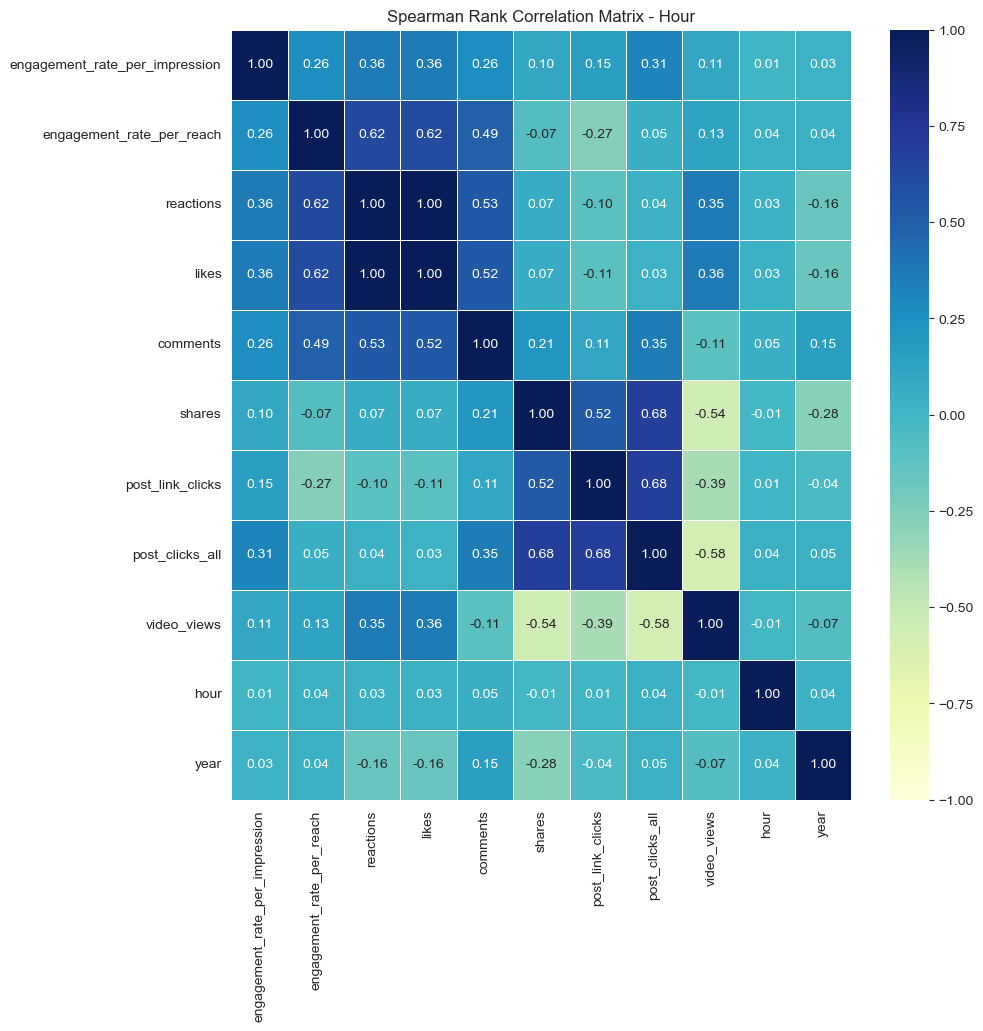 Spearman Rank Correlation Matrix - Hour
engagement_rate_per_impression 1.00 0.26 0.36 0.36 0.26 0.10 0.15 0.31 0.11 0.01 0.03
engagement_rate_per_reach 0.26 1.00 0.62 0.62 0.49 -0.07 -0.27 0.05 0.13 0.04 0.04
reactions 0.36 0.62 1.00 1.00 0.53 0.07 -0.10 0.04 0.35 0.03 -0.16
likes 0.36 0.62 1.00 1.00 0.52 0.07 -0.11 0.03 0.36 0.03 -0.16
comments 0.26 0.49 0.53 0.52 1.00 0.21 0.11 0.35 -0.11 0.05 0.15
shares 0.10 -0.07 0.07 0.07 0.21 1.00 0.52 0.68 -0.54 -0.01 -0.28
post_link_clicks 0.15 -0.27 -0.10 -0.11 0.11 0.52 1.00 0.68 -0.39 0.01 -0.04
post_clicks_all 0.31 0.05 0.04 0.03 0.35 0.68 0.68 1.00 -0.58 0.04 0.05
video_views 0.11 0.13 0.35 0.36 -0.11 -0.54 -0.39 -0.58 1.00 -0.01 -0.07
hour 0.01 0.04 0.03 0.03 0.05 -0.01 0.01 0.04 -0.01 1.00 0.04
year 0.03 0.04 -0.16 -0.16 0.15 -0.28 -0.04 0.05 -0.07 0.04 1.00
engagement_rate_per_impression
engagement_rate_per_reach
reactions
likes
comments
shares
post_link_clicks
post_clicks_all
video_views
hour
year
1.00
0.75
0.50
0.25
0.00
−0.25
−0.50
−0.75
−1.00